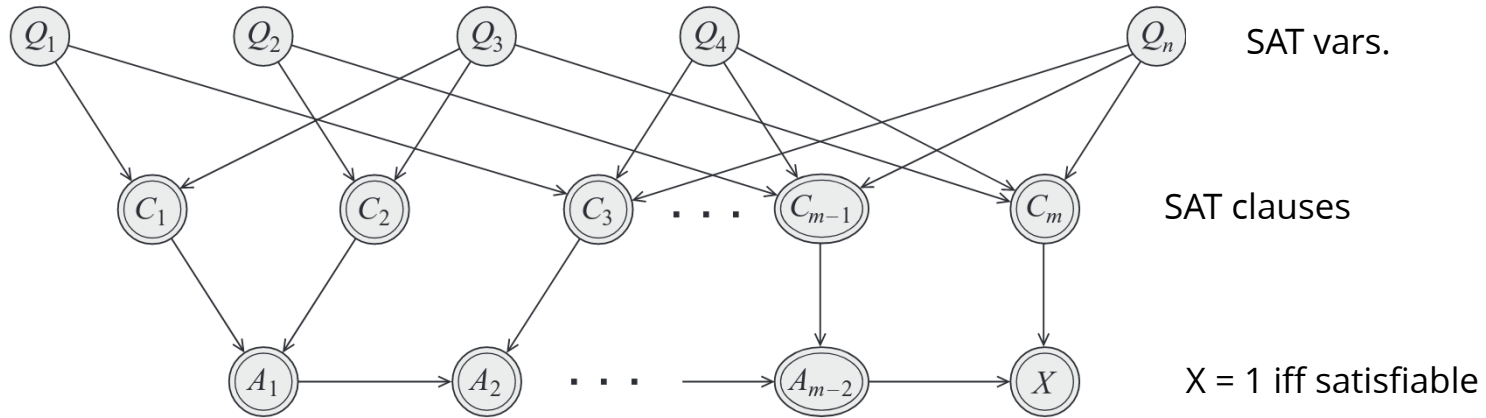 Q₁ Q₂ Q₃ Q₄ Qₙ SAT vars.
C₁ C₂ C₃ . . . Cₘ₋₁ Cₘ SAT clauses
A₁ A₂ . . . Aₘ₋₂ X X = 1 iff satisfiable